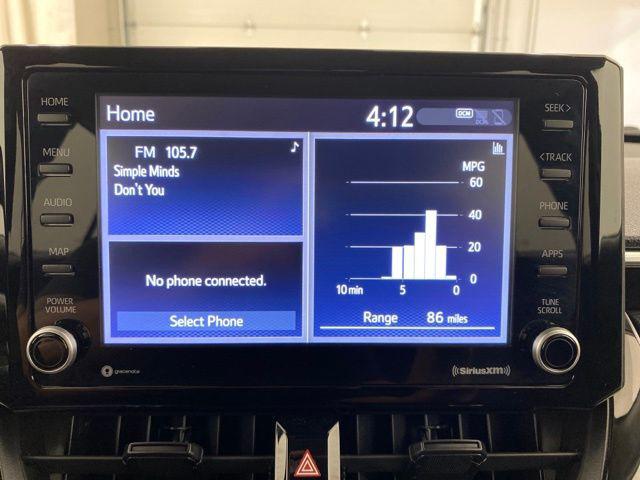 HOME
MENU
AUDIO
MAP
POWER
VOLUME
Home
4:12
DCM
DCM
FM 105.7
Simple Minds
Don't You
No phone connected.
Select Phone
MPG
60
40
20
0
10 min 5 0
Range 86 miles
SEEK >
< TRACK
PHONE
APPS
TUNE
SCROLL
gracenote
((SiriusXM))